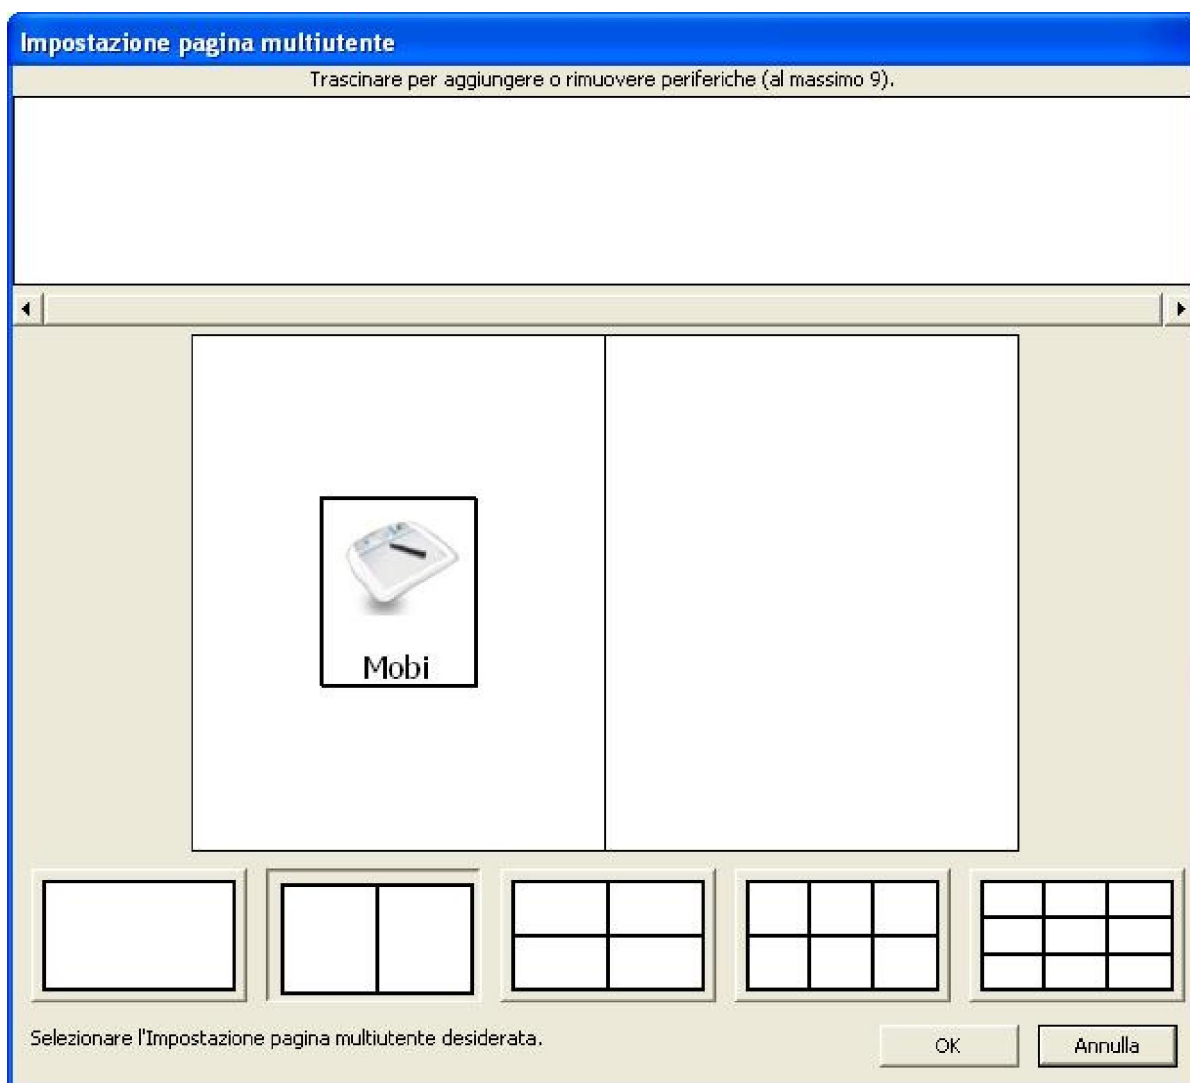 Impostazione pagina multiutente
Trascinare per aggiungere o rimuovere periferiche (al massimo 9).
Mobi
Selezionare l'Impostazione pagina multiutente desiderata.
OK
Annulla